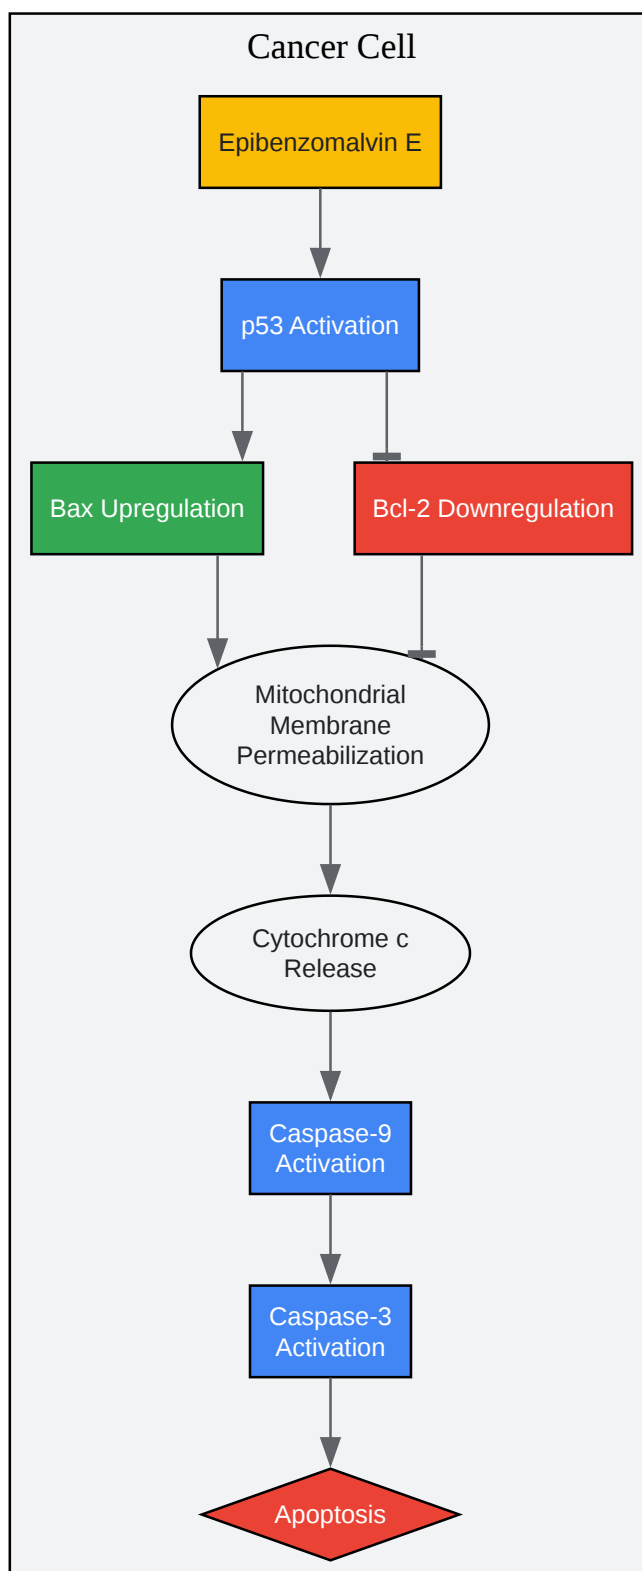 Cancer Cell
Epibenzomalvin E
p53 Activation
Bax Upregulation
Bcl-2 Downregulation
Mitochondrial
Membrane
Permeabilization
Cytochrome c
Release
Caspase-9
Activation
Caspase-3
Activation
Apoptosis